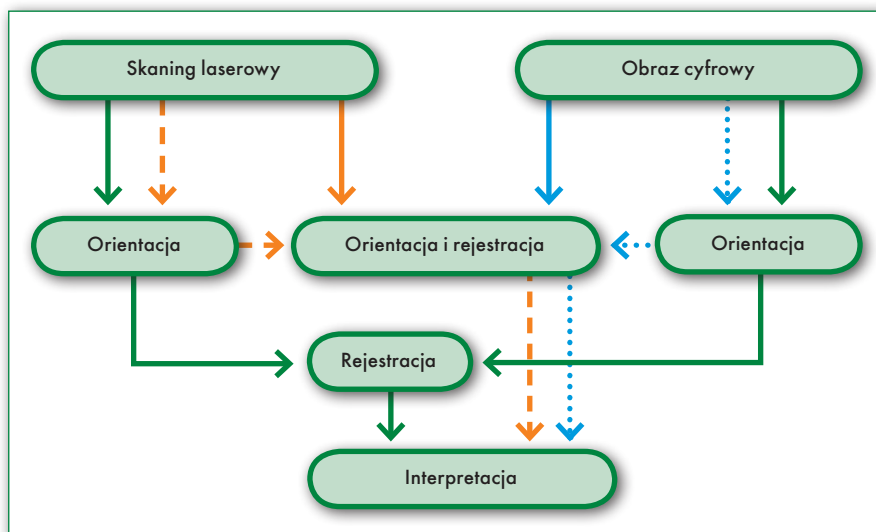 Skaning laserowy
Obraz cyfrowy
Orientacja
Orientacja i rejestracja
Orientacja
Rejestracja
Interpretacja